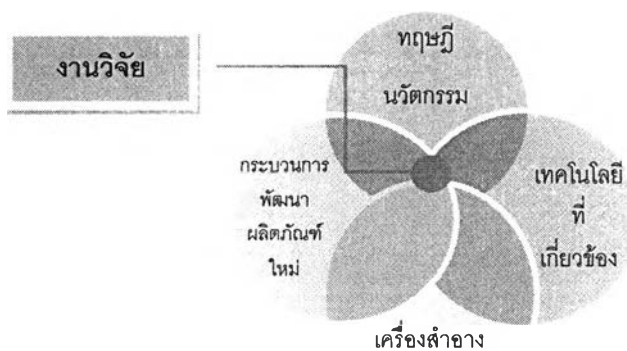 งานวิจัย
ทฤษฎี
นวัตกรรม
กระบวนการ
พัฒนา
ผลิตภัณฑ์
ใหม่
เทคโนโลยี
ที่
เกี่ยวข้อง
เครื่องสำอาง